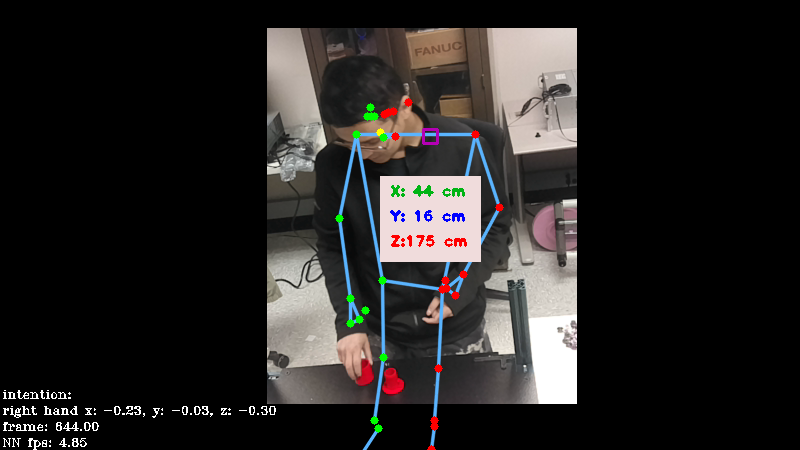 FANUC
X: 44 cm
Y: 16 cm
Z:175 cm
intention:
right hand x: -0.23, y: -0.03, z: -0.30
frame: 644.00
NN fps: 4.85